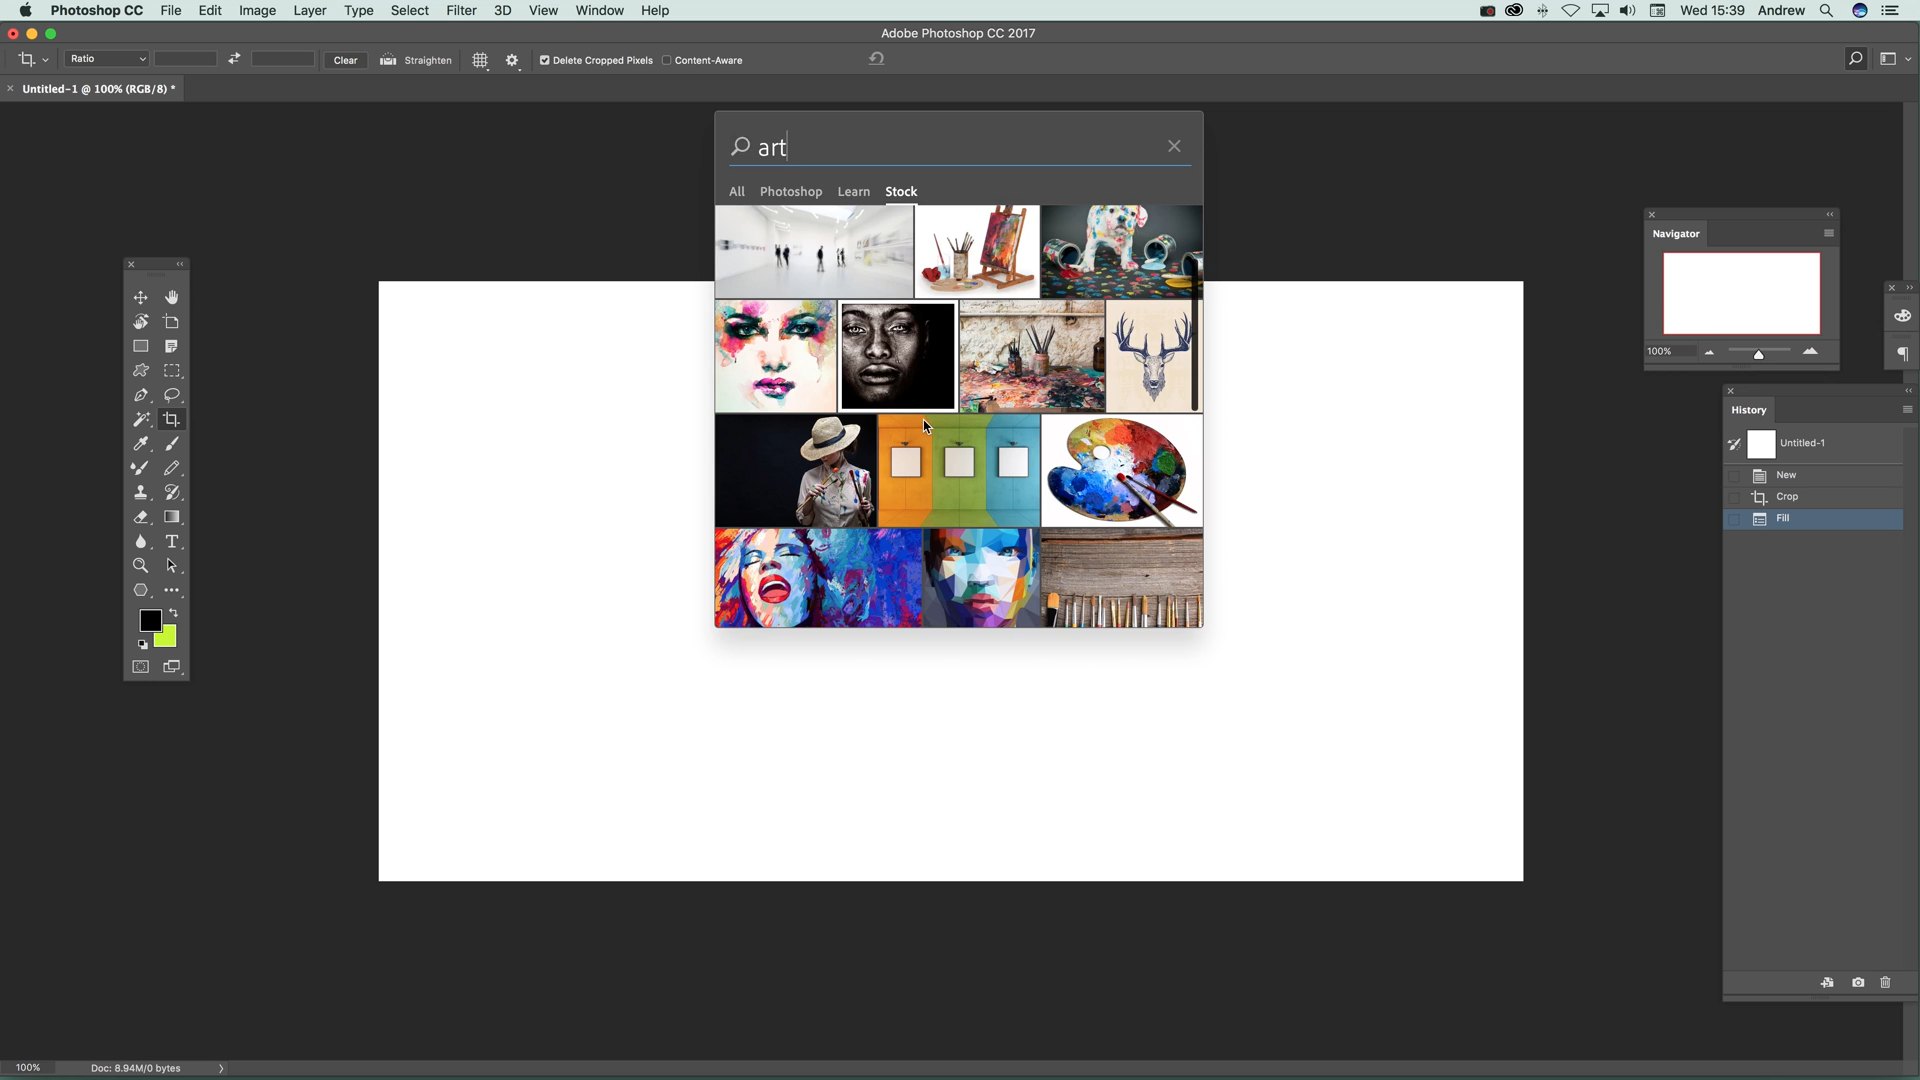 Photoshop CC File Edit Image Layer Type Select Filter 3D View Window Help Wed 15:39 Andrew
Adobe Photoshop CC 2017
Ratio Clear Straighten Delete Cropped Pixels Content-Aware
Untitled-1 @ 100% (RGB/8) *
art
All Photoshop Learn Stock
Navigator
100%
History
Untitled-1
New
Crop
Fill
100% Doc: 8.94M/0 bytes